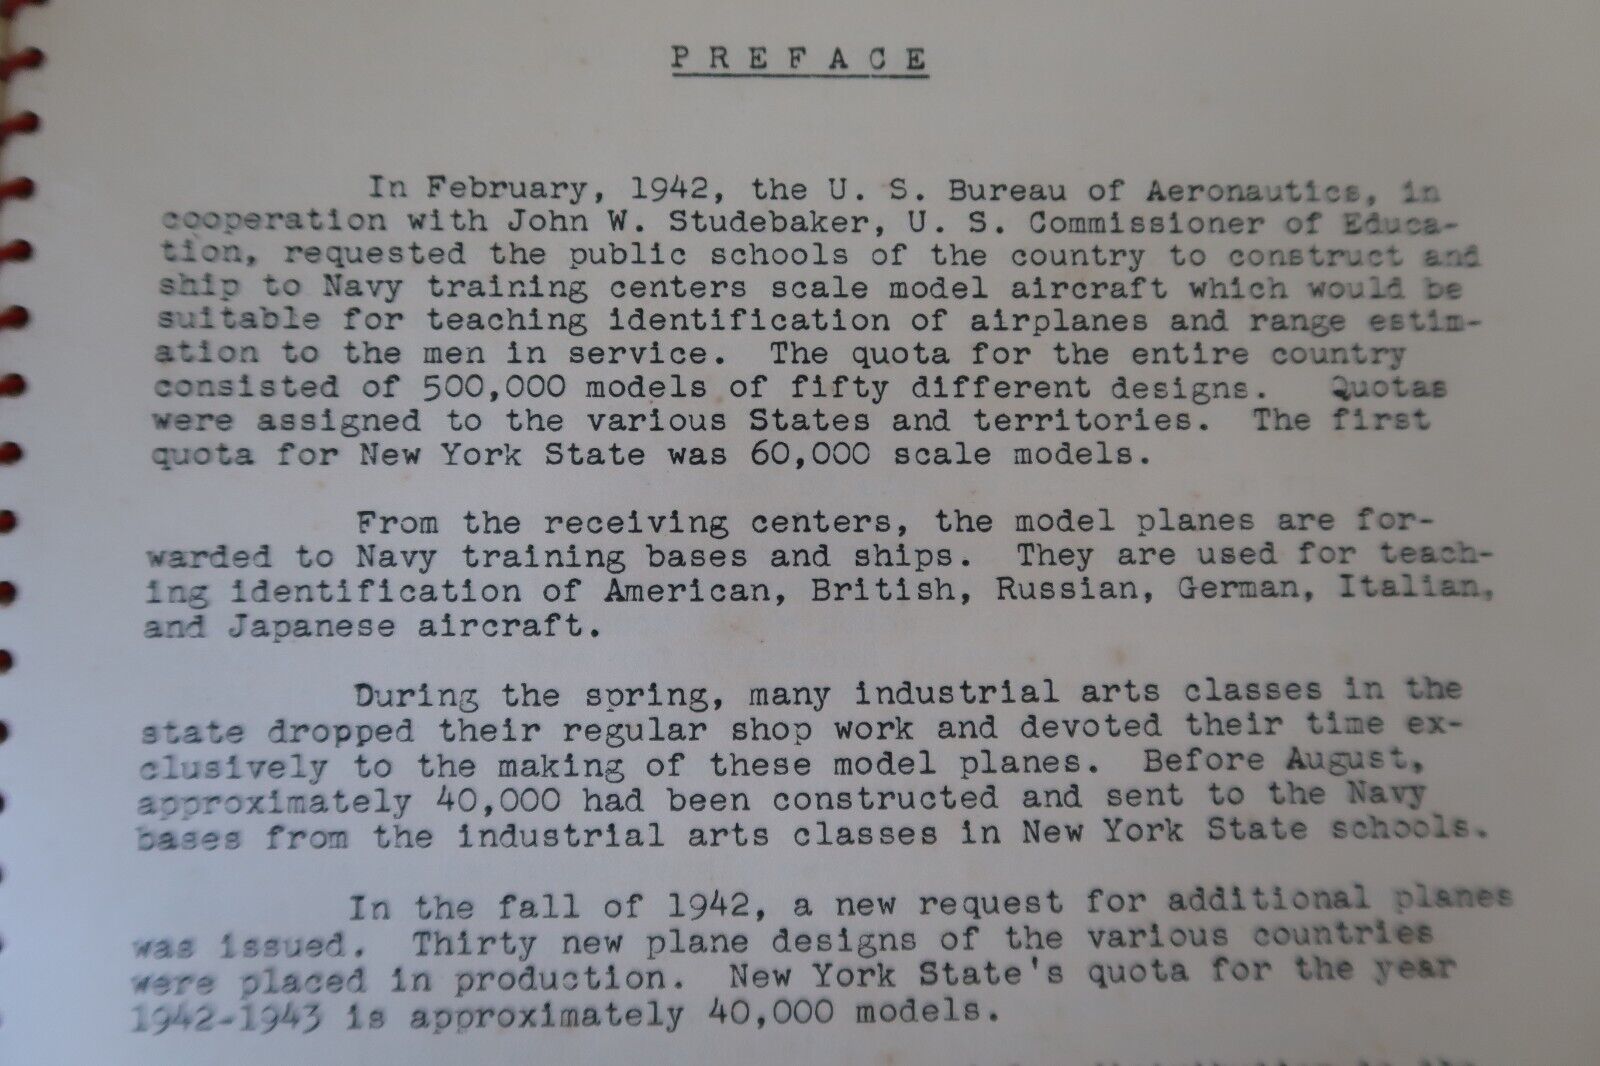 P R E F A C E
In February, 1942, the U. S. Bureau of Aeronautics, in
cooperation with John W. Studebaker, U. S. Commissioner of Educa-
tion, requested the public schools of the country to construct and
ship to Navy training centers scale model aircraft which would be
suitable for teaching identification of airplanes and range estim-
ation to the men in service. The quota for the entire country
consisted of 500,000 models of fifty different designs. Quotas
were assigned to the various States and territories. The first
quota for New York State was 60,000 scale models.
From the receiving centers, the model planes are for-
warded to Navy training bases and ships. They are used for teach-
ing identification of American, British, Russian, German, Italian,
and Japanese aircraft.
During the spring, many industrial arts classes in the
state dropped their regular shop work and devoted their time ex-
clusively to the making of these model planes. Before August,
approximately 40,000 had been constructed and sent to the Navy
bases from the industrial arts classes in New York State schools.
In the fall of 1942, a new request for additional planes
was issued. Thirty new plane designs of the various countries
were placed in production. New York State's quota for the year
1942-1943 is approximately 40,000 models.